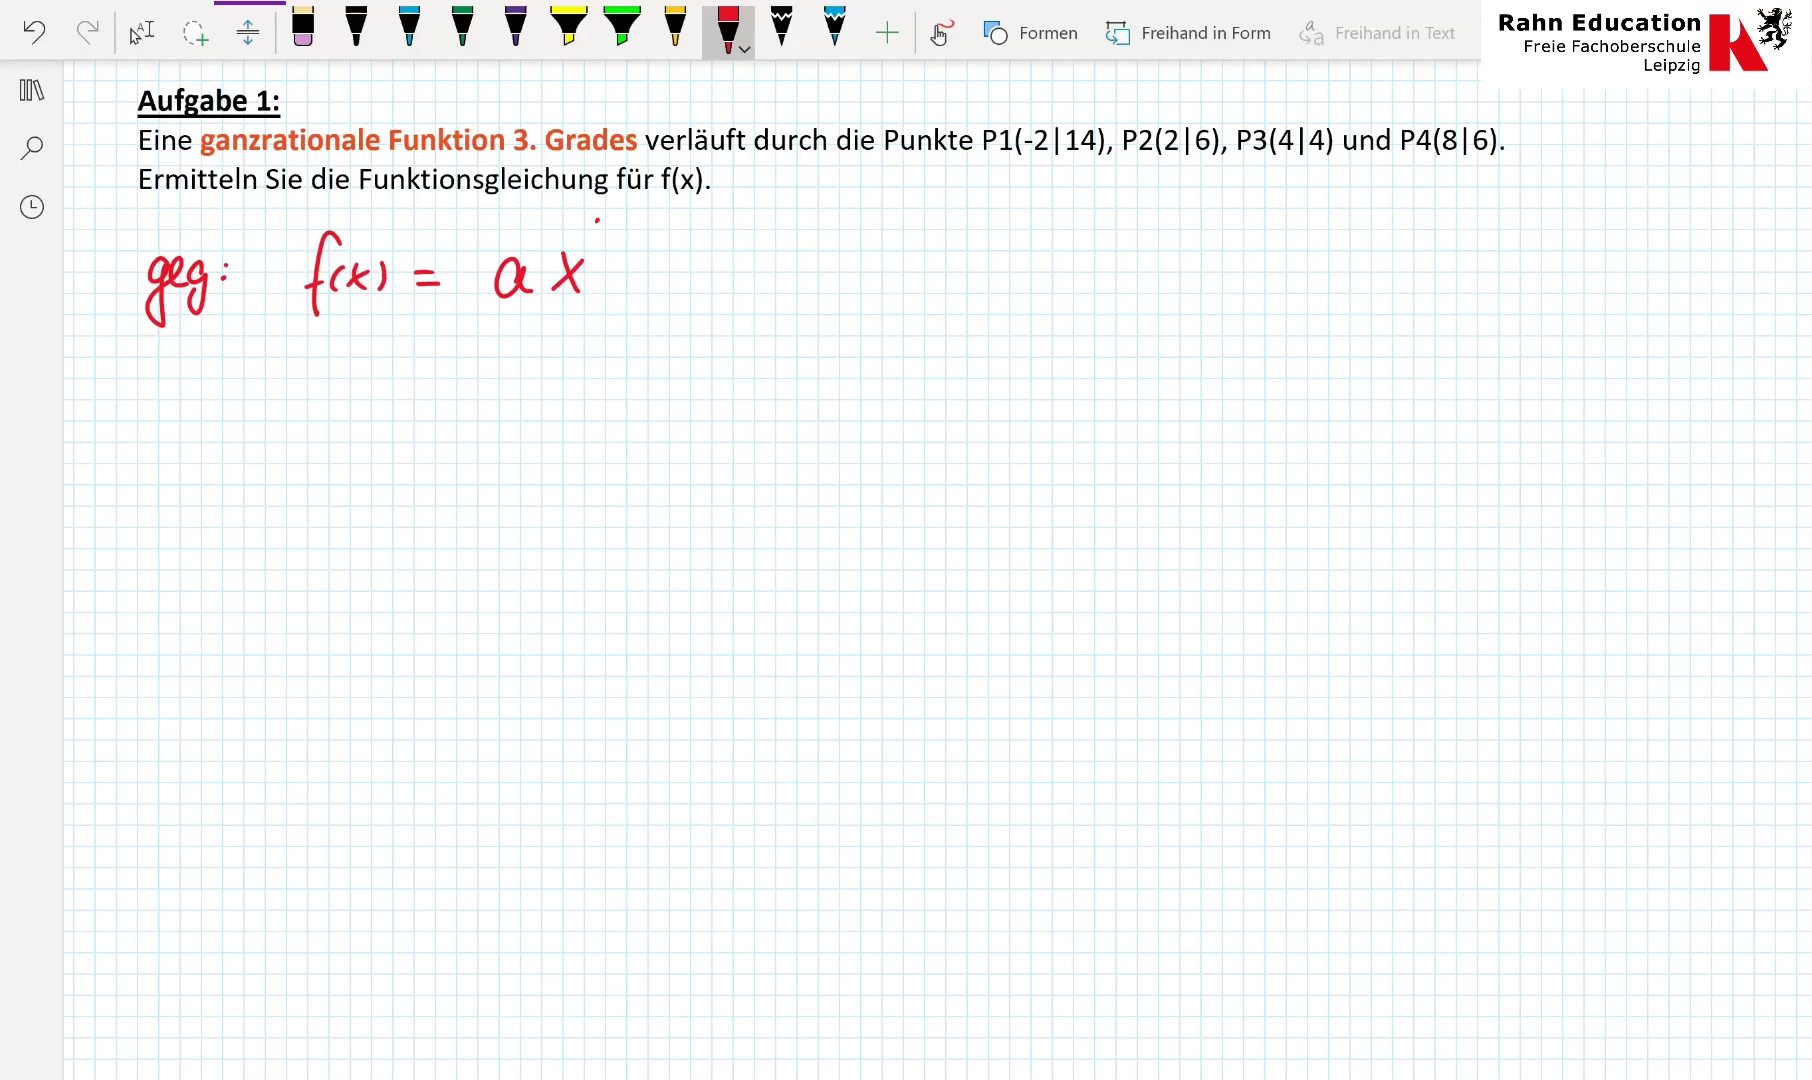 Formen
Freihand in Form
Freihand in Text
Rahn Education
Freie Fachoberschule
Leipzig
Aufgabe 1:
Eine ganzrationale Funktion 3. Grades verläuft durch die Punkte P1(-2|14), P2(2|6), P3(4|4) und P4(8|6).
Ermitteln Sie die Funktionsgleichung für f(x).
geg: f(x) = a x